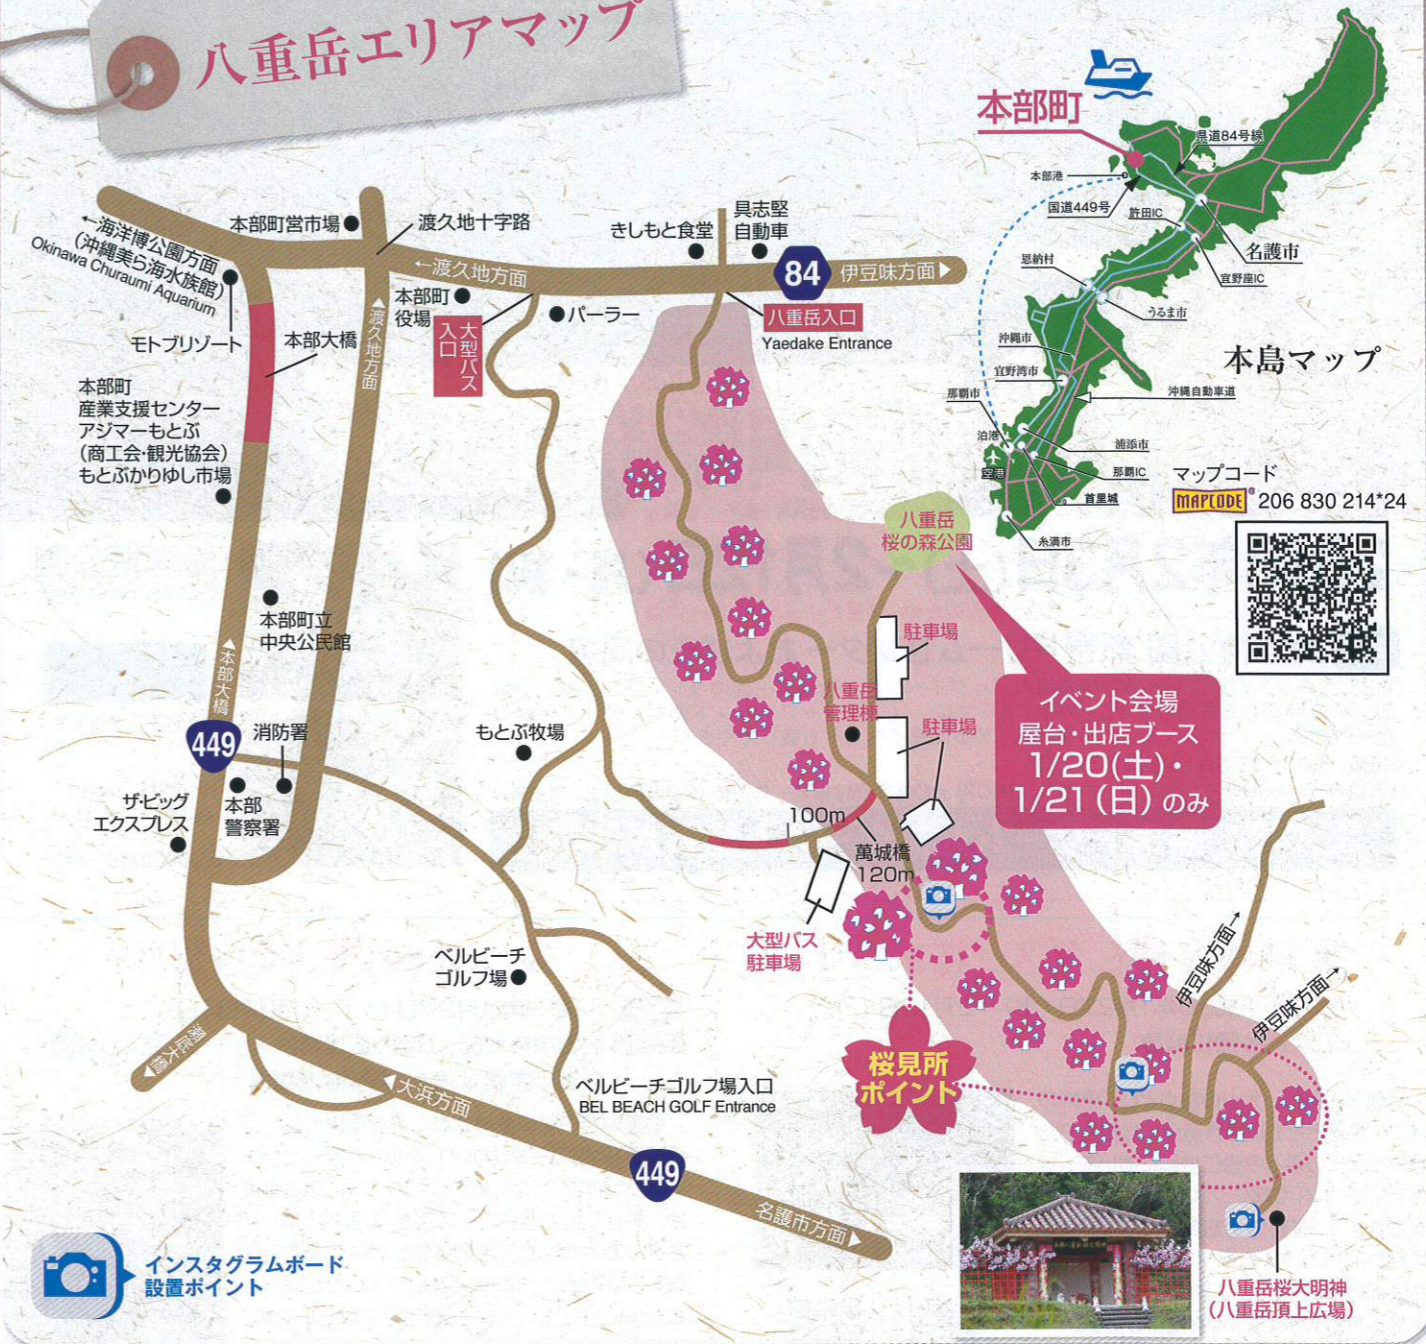 八重岳エリアマップ
本部町
県道84号線
本部港
国道449号
許田IC
名護市
宜野座IC
恩納村
うるま市
沖縄市
宜野湾市
本島マップ
那覇市
沖縄自動車道
泊港
浦添市
空港
那覇IC
首里城
糸満市
マップコード
MAPCODE® 206 830 214*24
←海洋博公園方面
(沖縄美ら海水族館)
Okinawa Churaumi Aquarium
本部町営市場
渡久地十字路
←渡久地方面
きしもと食堂
具志堅
自動車
84
伊豆味方面▶
モトブリゾート
本部大橋
▲渡久地方面
本部町
役場
大型バス
入口
パーラー
八重岳入口
Yaedake Entrance
本部町
産業支援センター
アジマーもとぶ
(商工会・観光協会)
もとぶかりゆし市場
八重岳
桜の森公園
本部町立
中央公民館
▲本部大橋
駐車場
八重岳
管理棟
駐車場
イベント会場
屋台・出店ブース
1/20(土)・
1/21(日)のみ
449
消防署
もとぶ牧場
ザ・ビッグ
エクスプレス
本部
警察署
100m
萬城橋
120m
大型バス
駐車場
ベルビーチ
ゴルフ場
伊豆味方面→
伊豆味方面→
桜見所
ポイント
◀瀬底大橋
◀大浜方面
ベルビーチゴルフ場入口
BEL BEACH GOLF Entrance
449
名護市方面▶
インスタグラムボード
設置ポイント
八重岳桜大明神
(八重岳頂上広場)